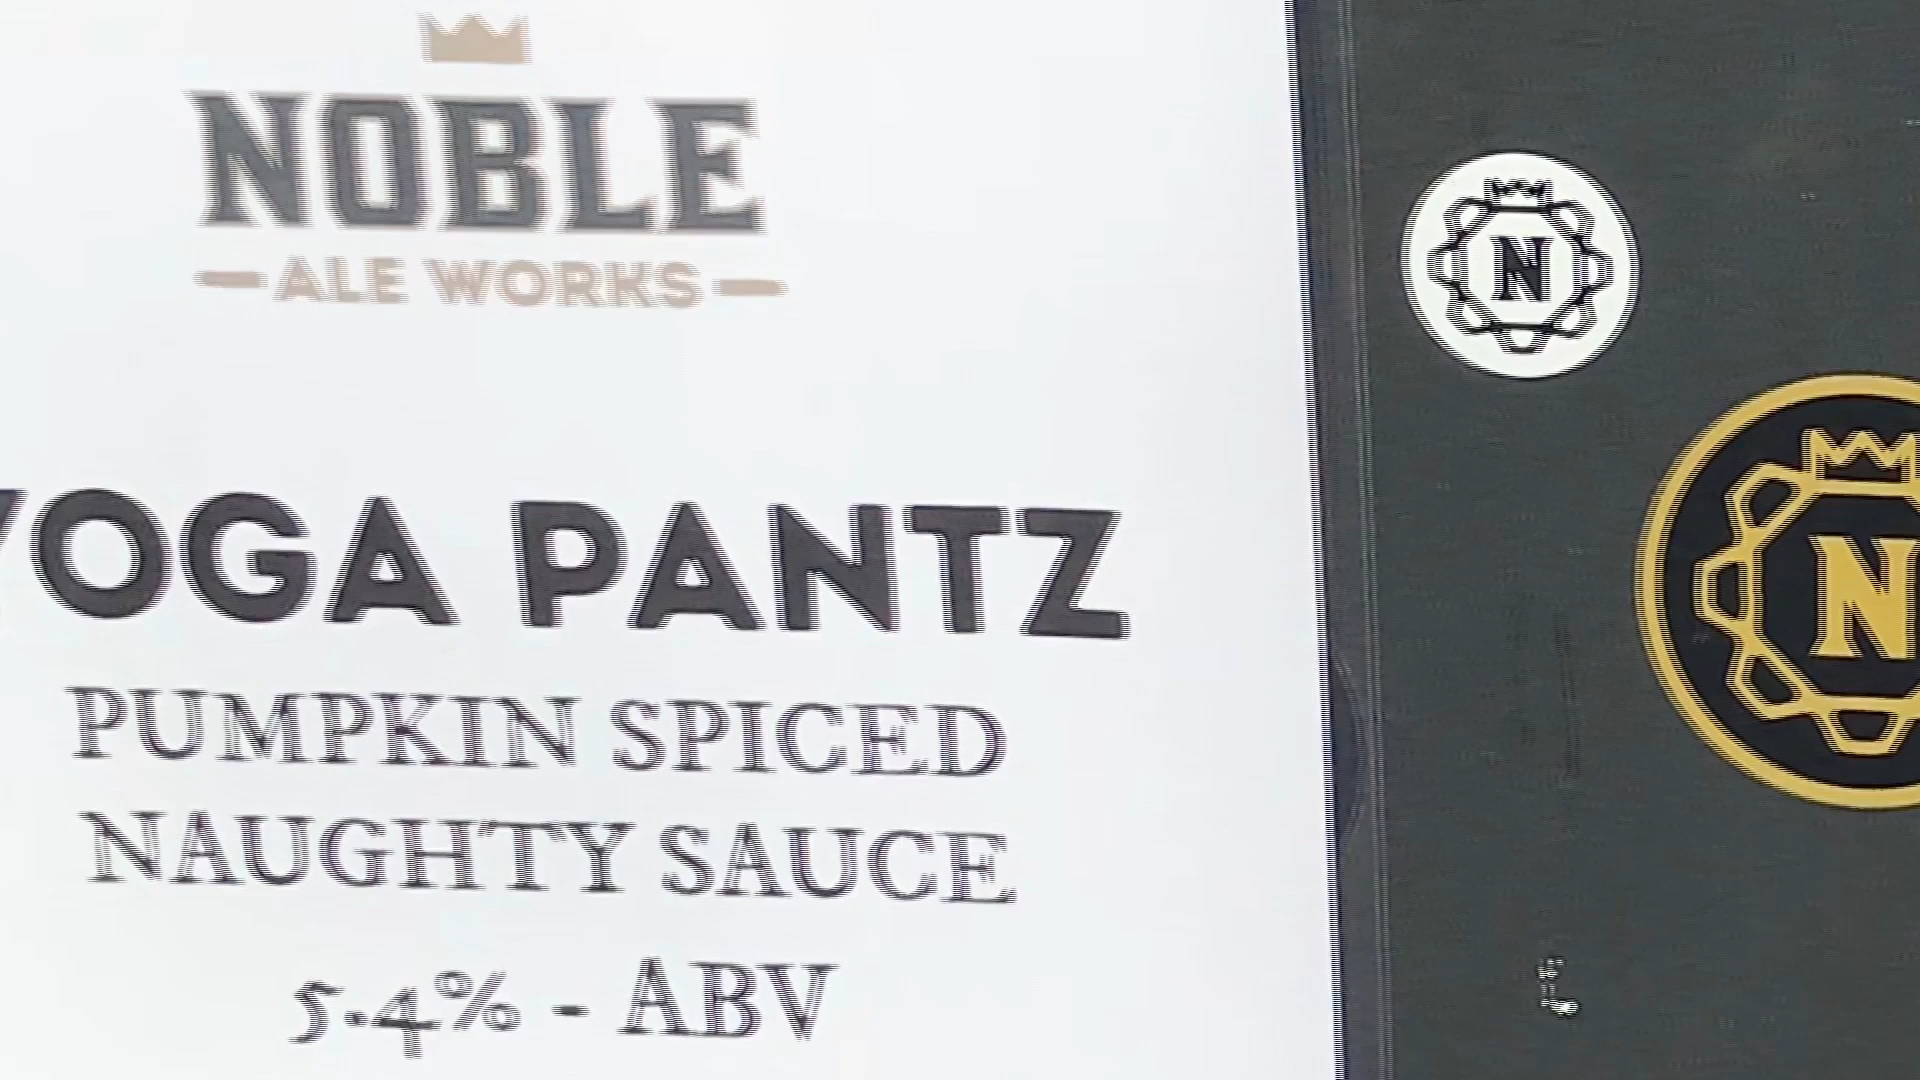 NOBLE
ALE WORKS
YOGA PANTZ
PUMPKIN SPICED
NAUGHTY SAUCE
5.4% - ABV
N
N